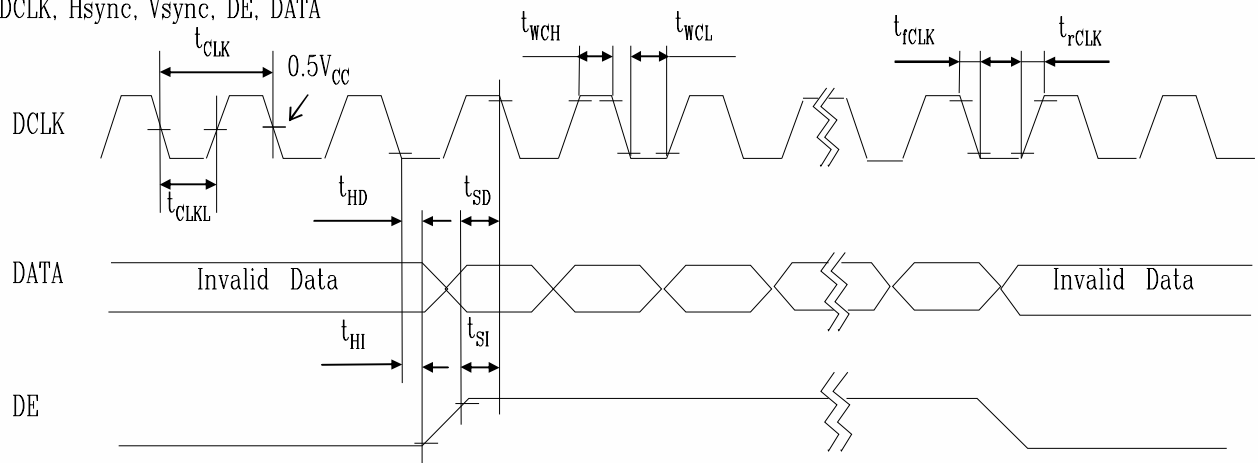 DCLK, Hsync, Vsync, DE, DATA
tCLK
0.5VCC
tWCH
tWCL
tfCLK
trCLK
DCLK
tCLKL
tHD
tSD
DATA
Invalid Data
Invalid Data
tHI
tSI
DE